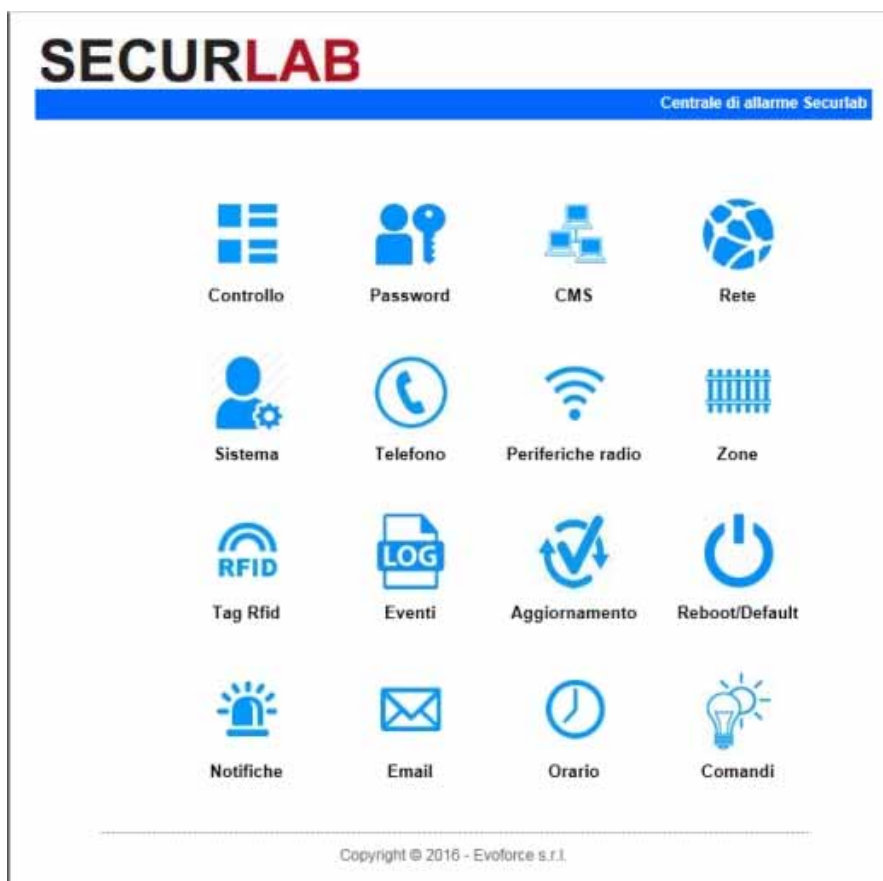 SECURLAB
Centrale di allarme Securlab
Controllo Password CMS Rete
Sistema Telefono Periferiche radio Zone
RFID LOG
Tag Rfid Eventi Aggiornamento Reboot/Default
Notifiche Email Orario Comandi
Copyright © 2016 - Evoforce s.r.l.